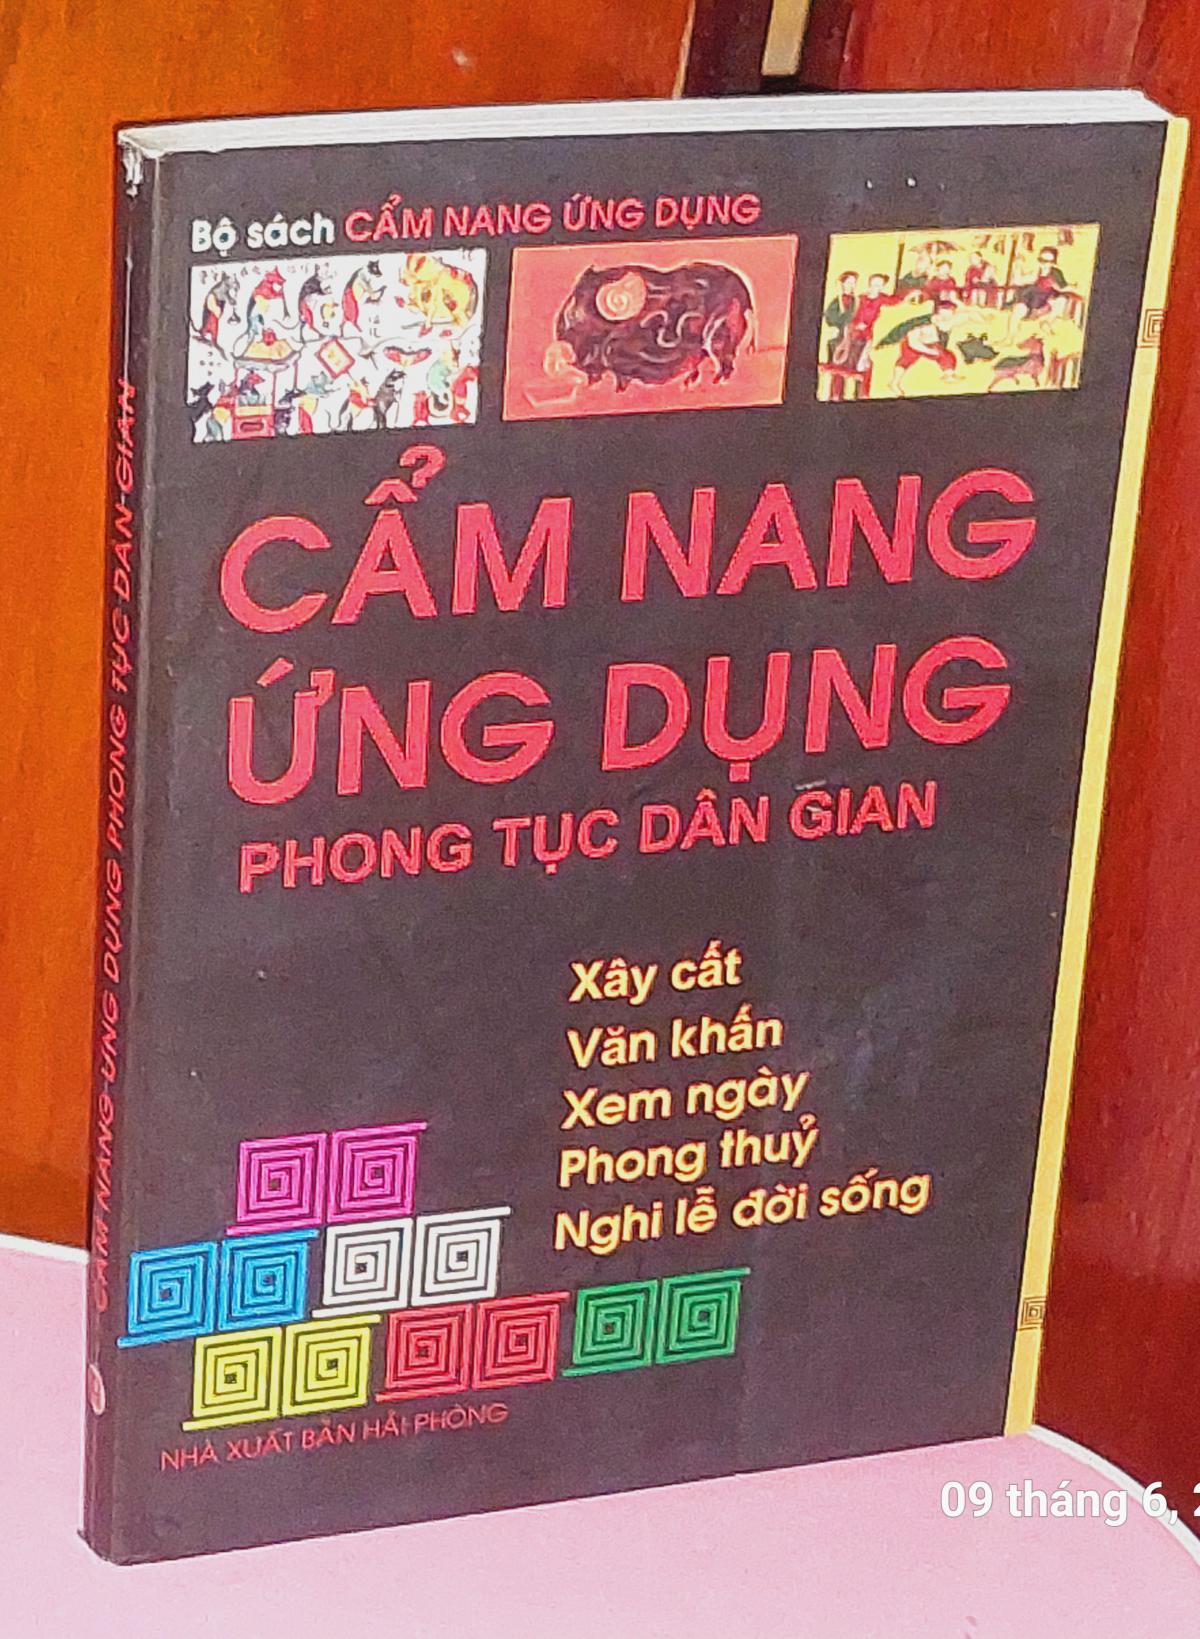 Bộ sách CẨM NANG ỨNG DỤNG
CẨM NANG
ỨNG DỤNG
PHONG TỤC DÂN GIAN
Xây cất
Văn khấn
Xem ngày
Phong thuỷ
Nghi lễ đời sống
NHÀ XUẤT BẢN HẢI PHÒNG
CẨM NANG ỨNG DỤNG PHONG TỤC DÂN GIAN
09 tháng 6,